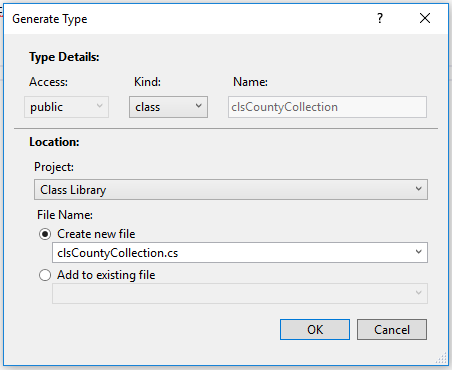 Generate Type
?
Type Details:
Access: Kind: Name:
public class clsCountyCollection
Location:
Project:
Class Library
File Name:
Create new file
clsCountyCollection.cs
Add to existing file
OK Cancel